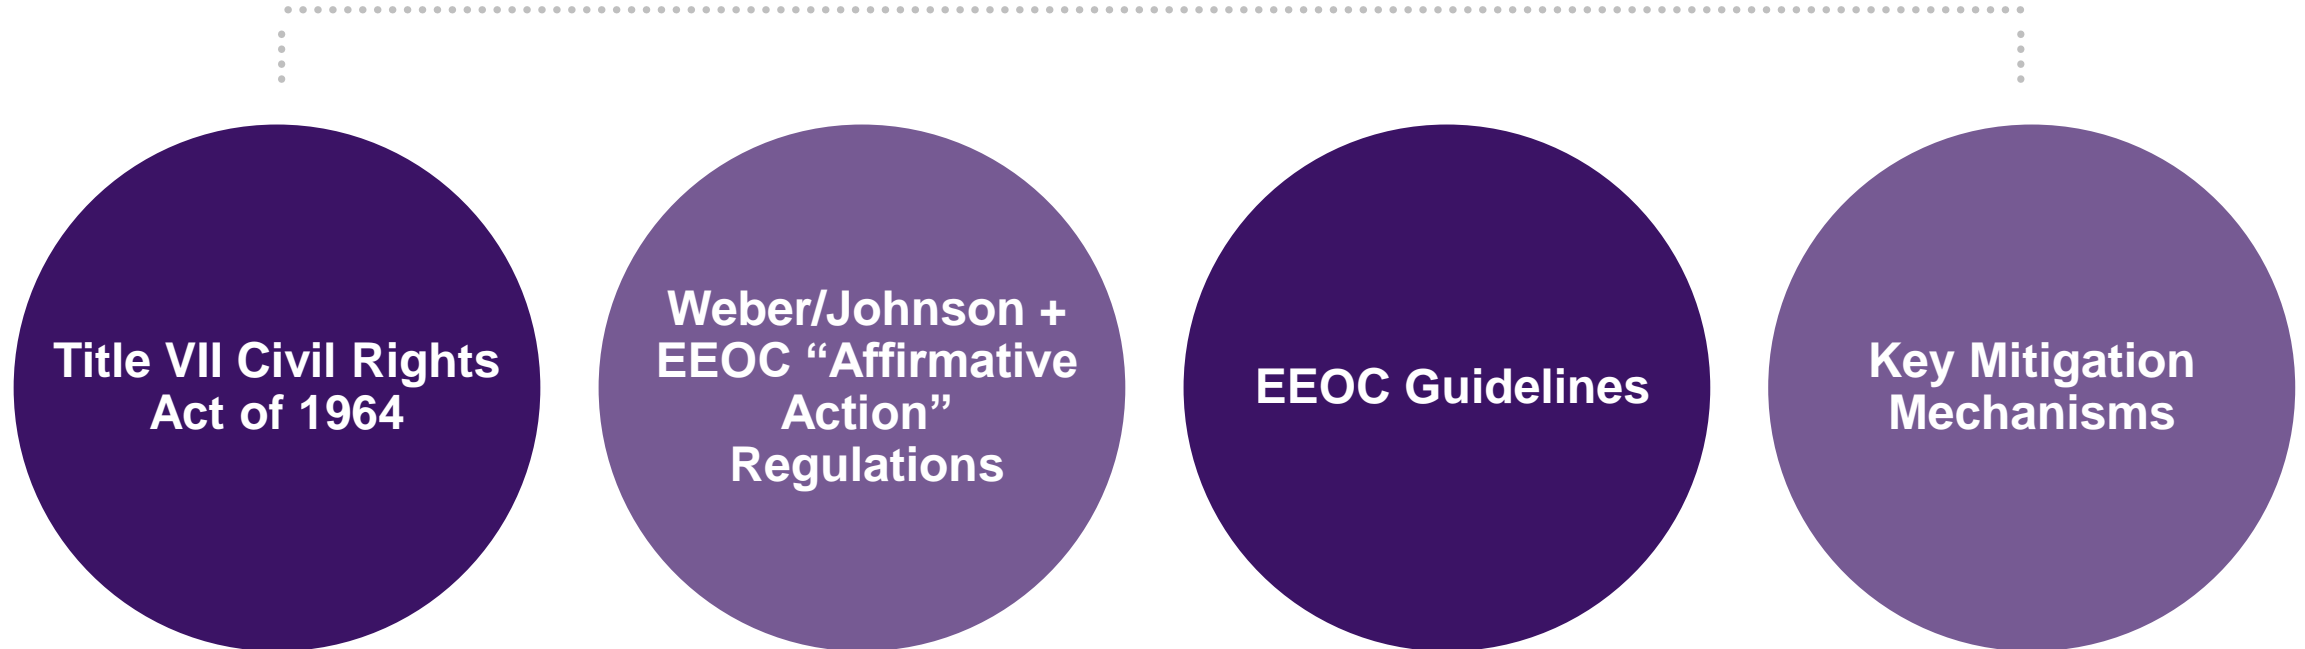 Title VII Civil Rights
Act of 1964
Weber/Johnson +
EEOC “Affirmative
Action”
Regulations
EEOC Guidelines
Key Mitigation
Mechanisms